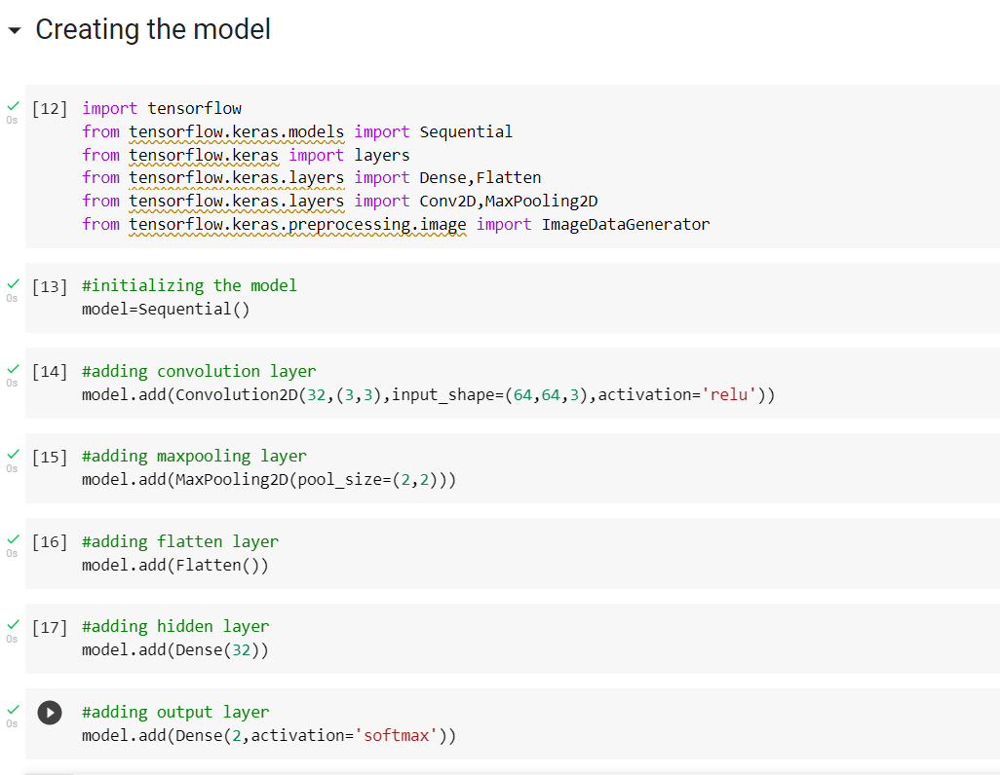 Creating the model
[12] import tensorflow
from tensorflow.keras.models import Sequential
from tensorflow.keras import layers
from tensorflow.keras.layers import Dense,Flatten
from tensorflow.keras.layers import Conv2D,MaxPooling2D
from tensorflow.keras.preprocessing.image import ImageDataGenerator
0s
[13] #initializing the model
model=Sequential()
0s
[14] #adding convolution layer
model.add(Convolution2D(32,(3,3),input_shape=(64,64,3),activation='relu'))
0s
[15] #adding maxpooling layer
model.add(MaxPooling2D(pool_size=(2,2)))
0s
[16] #adding flatten layer
model.add(Flatten())
0s
[17] #adding hidden layer
model.add(Dense(32))
0s
#adding output layer
model.add(Dense(2,activation='softmax'))
0s